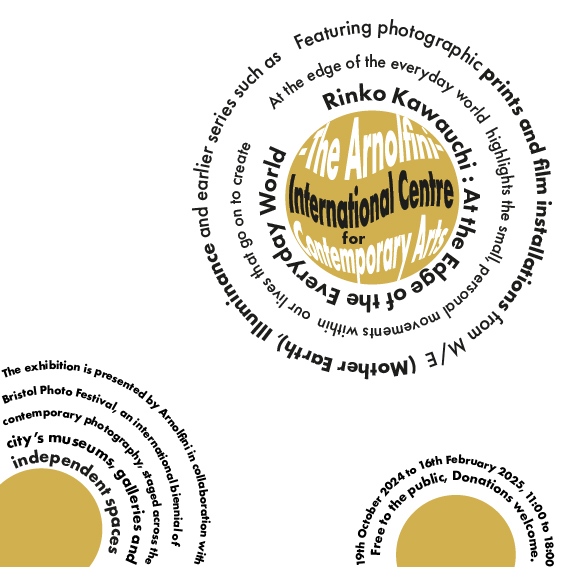 Featuring photographic prints and film installations from M/E (Mother Earth), Illuminance and earlier series such as
At the edge of the everyday world highlights the small, personal movements within our lives that go on to create
Rinko Kawauchi : At the Edge of the Everyday World
-The Arnolfini-
International Centre
for
Contemporary Arts
The exhibition is presented by Arnolfini in collaboration with
Bristol Photo Festival, an international biennial of
contemporary photography, staged across the
city's museums, galleries and
independent spaces
19th October 2024 to 16th February 2025, 11:00 to 18:00
Free to the public, Donations welcome.